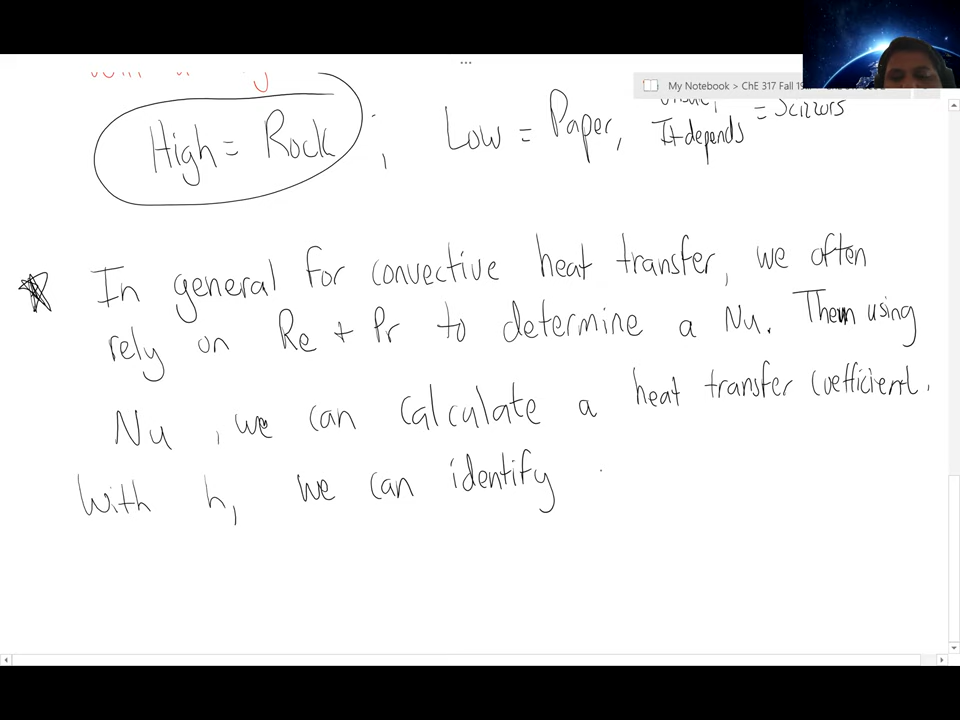 My Notebook > ChE 317 Fall 19
High = Rock ; Low = Paper, It depends = Scizzors
In general for convective heat transfer, we often
rely on Re + Pr to determine a Nu. Then using
Nu, we can calculate a heat transfer coefficient.
With h, we can identify